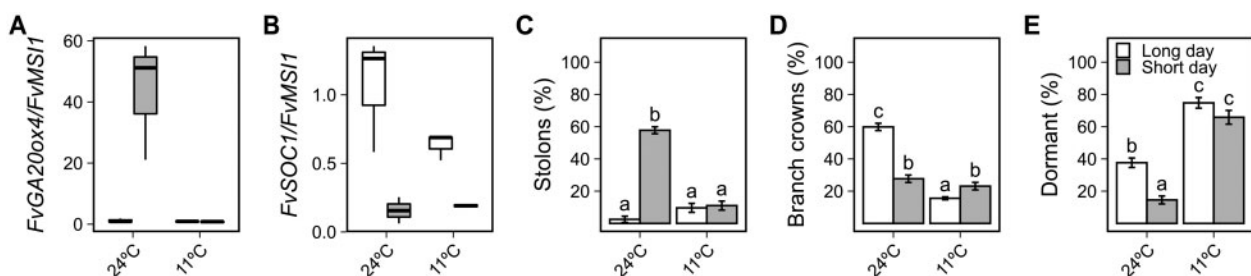 A
FvGA20ox4/FvMSI1
60
40
20
0
24ºC
11ºC
B
FvSOC1/FvMSI1
1.0
0.5
0.0
24ºC
11ºC
C
Stolons (%)
100
80
60
40
20
a
b
a
a
24ºC
11ºC
D
Branch crowns (%)
100
80
60
40
20
c
b
a
b
24ºC
11ºC
E
Dormant (%)
100
80
60
40
20
Long day
Short day
b
a
c
c
24ºC
11ºC